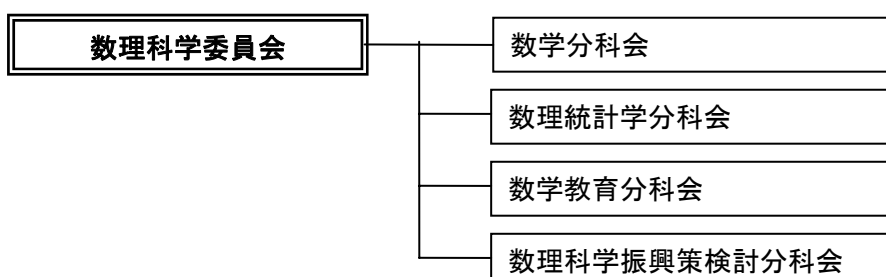 数理科学委員会
数学分科会
数理統計学分科会
数学教育分科会
数理科学振興策検討分科会